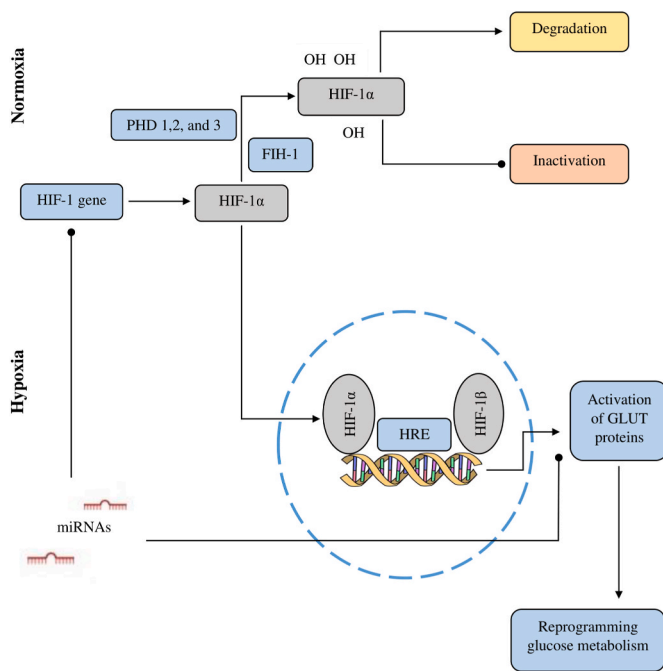 Normoxia
Degradation
OH OH
HIF-1α
PHD 1,2, and 3
OH
FIH-1
Inactivation
HIF-1 gene
HIF-1α
Hypoxia
HIF-1α
HIF-1β
HRE
Activation
of GLUT
proteins
miRNAs
Reprogramming
glucose metabolism